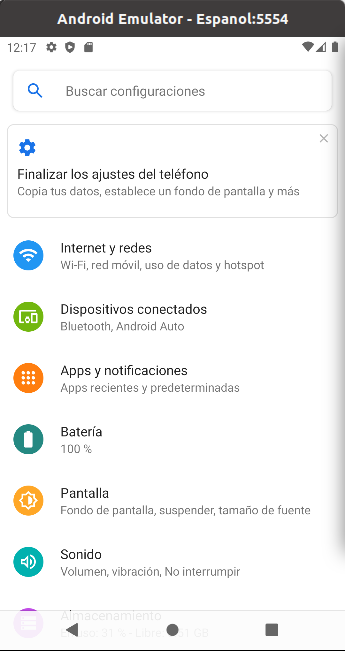 Android Emulator - Espanol:5554
12:17
Buscar configuraciones
Finalizar los ajustes del teléfono
Copia tus datos, establece un fondo de pantalla y más
Internet y redes
Wi-Fi, red móvil, uso de datos y hotspot
Dispositivos conectados
Bluetooth, Android Auto
Apps y notificaciones
Apps recientes y predeterminadas
Batería
100 %
Pantalla
Fondo de pantalla, suspender, tamaño de fuente
Sonido
Volumen, vibración, No interrumpir
Almacenamiento
31 % - Libre: 1 GB